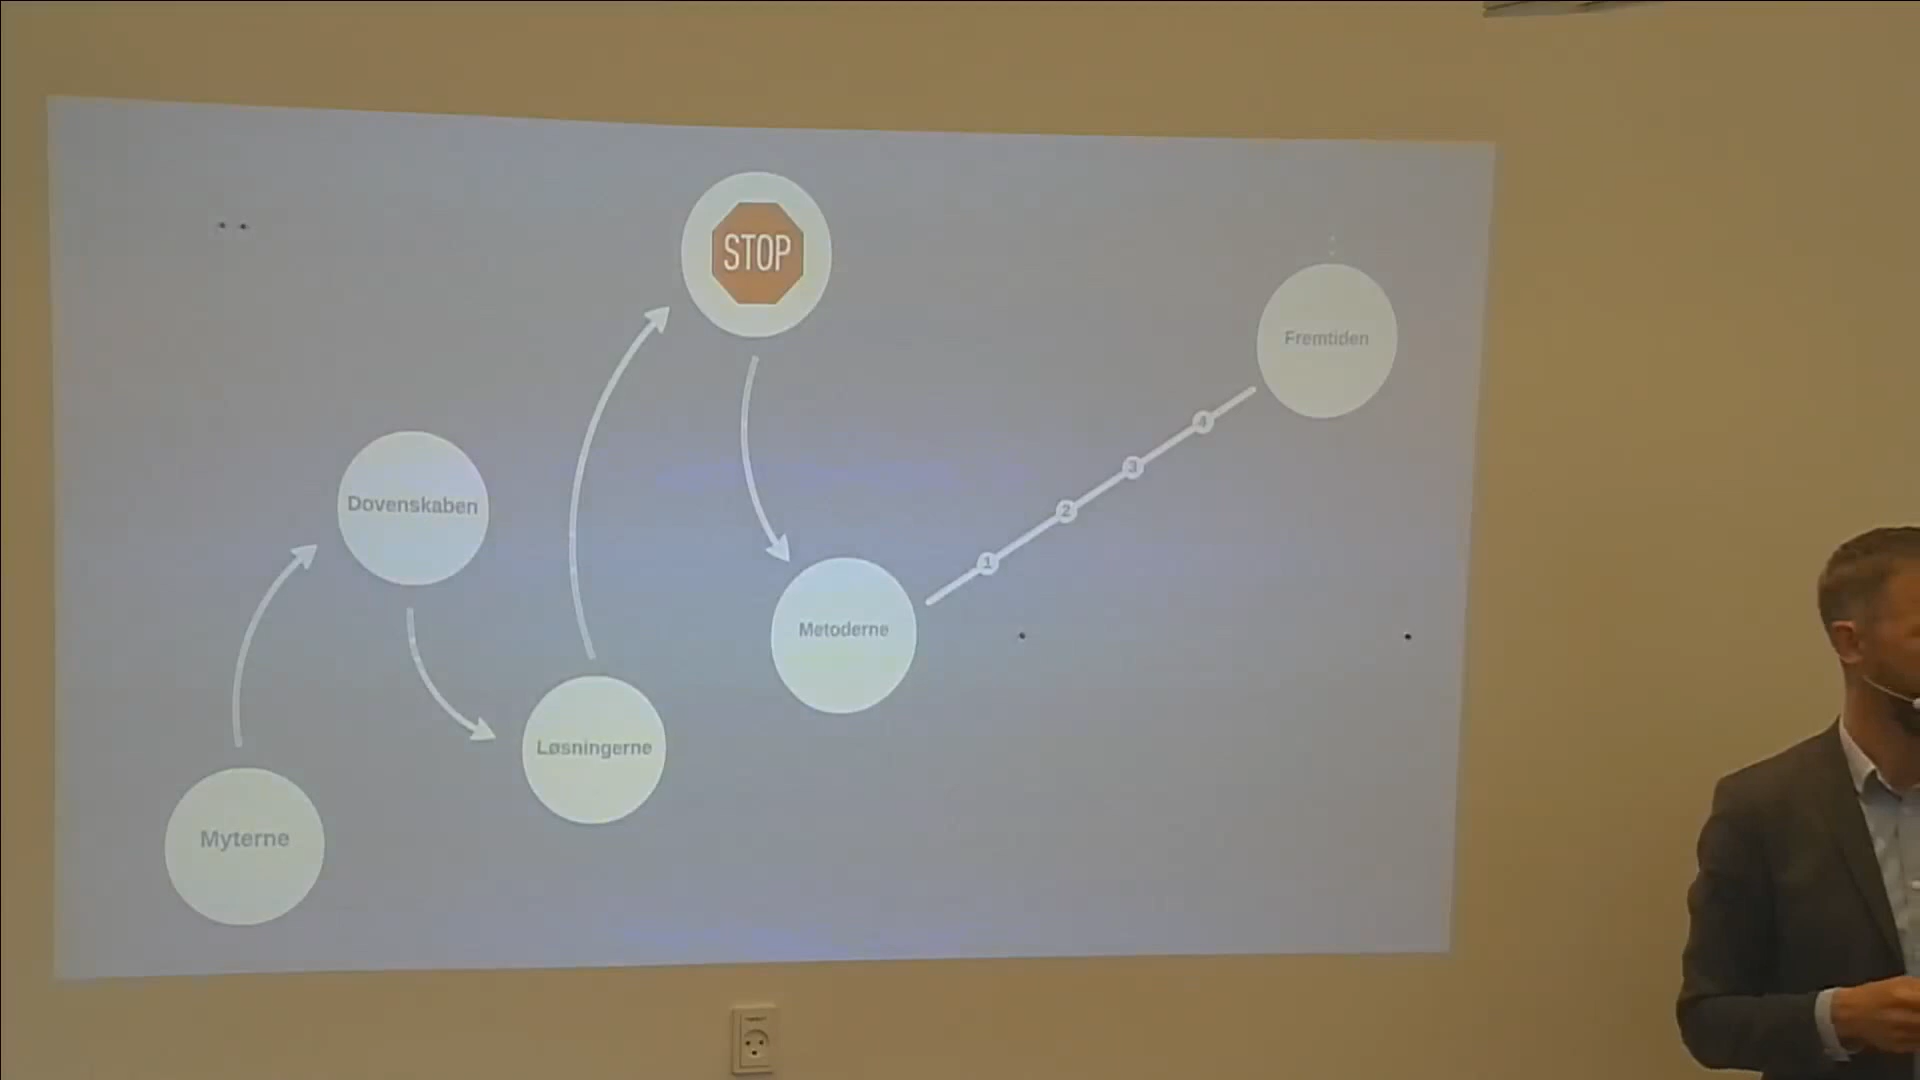 STOP
Fremtiden
4
3
Dovenskaben
2
1
Metoderne
Løsningerne
Myterne